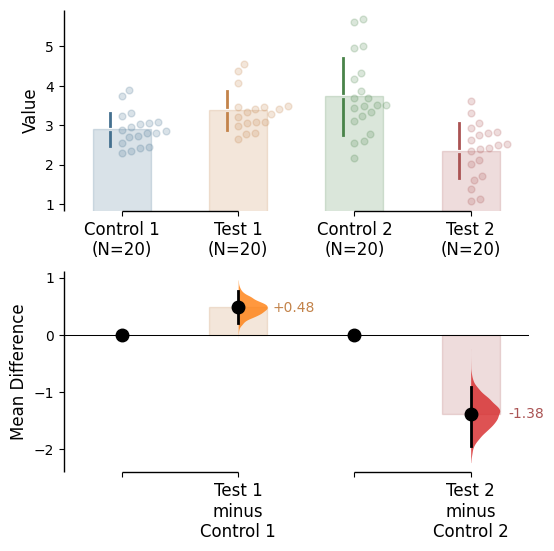 Value
5
4
3
2
1
Control 1
(N=20)
Test 1
(N=20)
Control 2
(N=20)
Test 2
(N=20)
Mean Difference
1
0
−1
−2
+0.48
-1.38
Test 1
minus
Control 1
Test 2
minus
Control 2